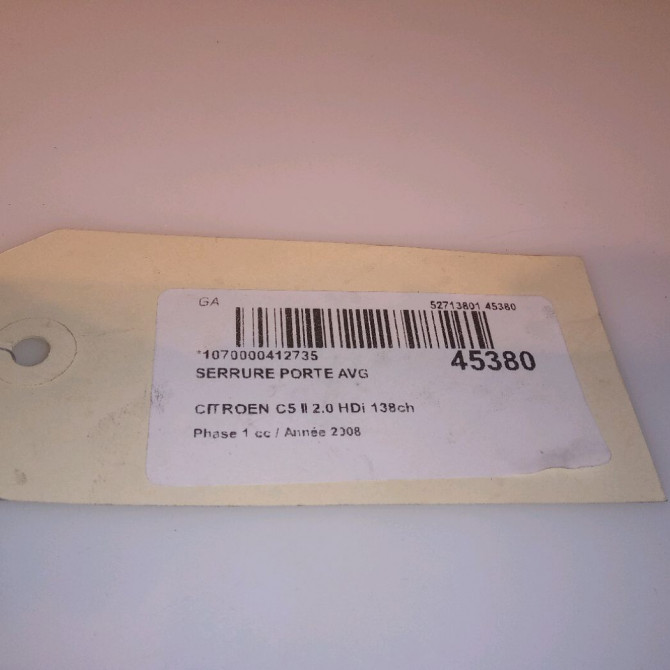 GA
52713801 45380
*1070000412735
45380
SERRURE PORTE AVG
CITROEN C5 II 2.0 HDi 138ch
Phase 1 cc / Année 2008